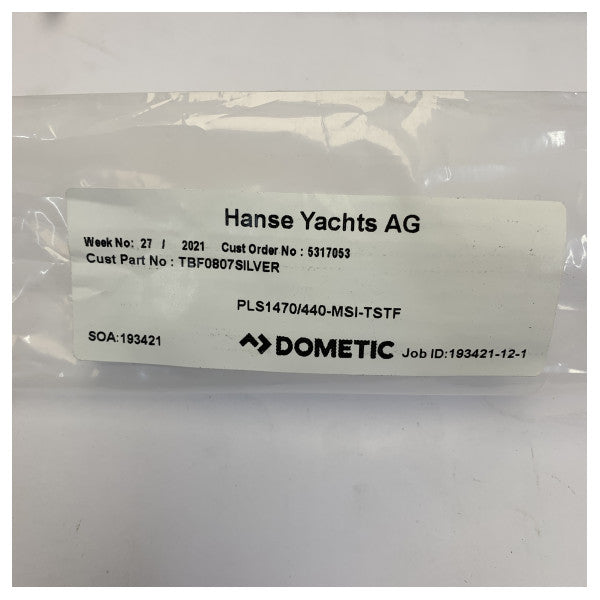 Hanse Yachts AG
Week No: 27 / 2021 Cust Order No : 5317053
Cust Part No : TBF0807SILVER
PLS1470/440-MSI-TSTF
SOA:193421 DOMETIC Job ID:193421-12-1